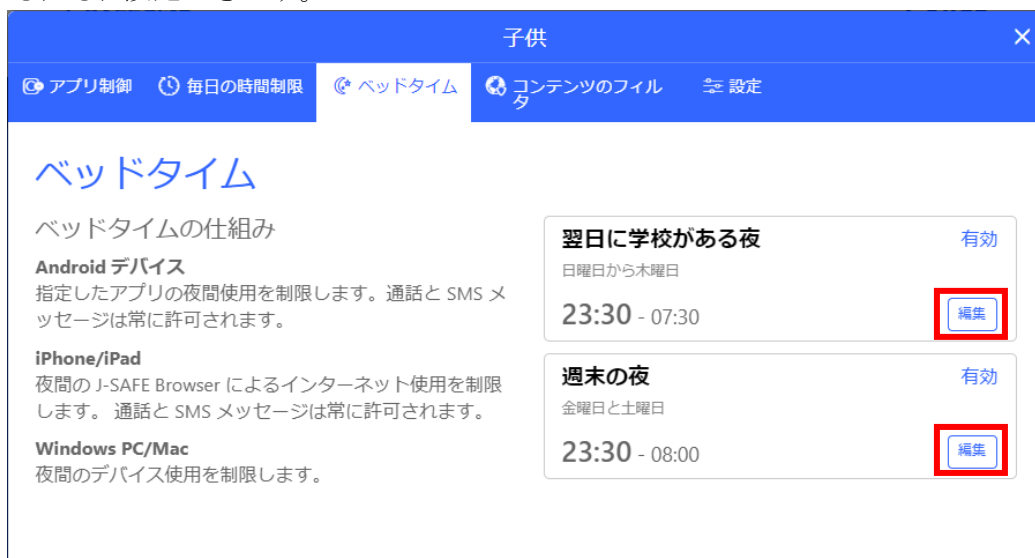 子供 ×
アプリ制御 毎日の時間制限 ベッドタイム コンテンツのフィル
タ 設定
ベッドタイム
ベッドタイムの仕組み
Android デバイス
指定したアプリの夜間使用を制限します。通話と SMS メ
ッセージは常に許可されます。
iPhone/iPad
夜間の J-SAFE Browser によるインターネット使用を制限
します。 通話と SMS メッセージは常に許可されます。
Windows PC/Mac
夜間のデバイス使用を制限します。
翌日に学校がある夜 有効
日曜日から木曜日
23:30 - 07:30 編集
週末の夜 有効
金曜日と土曜日
23:30 - 08:00 編集